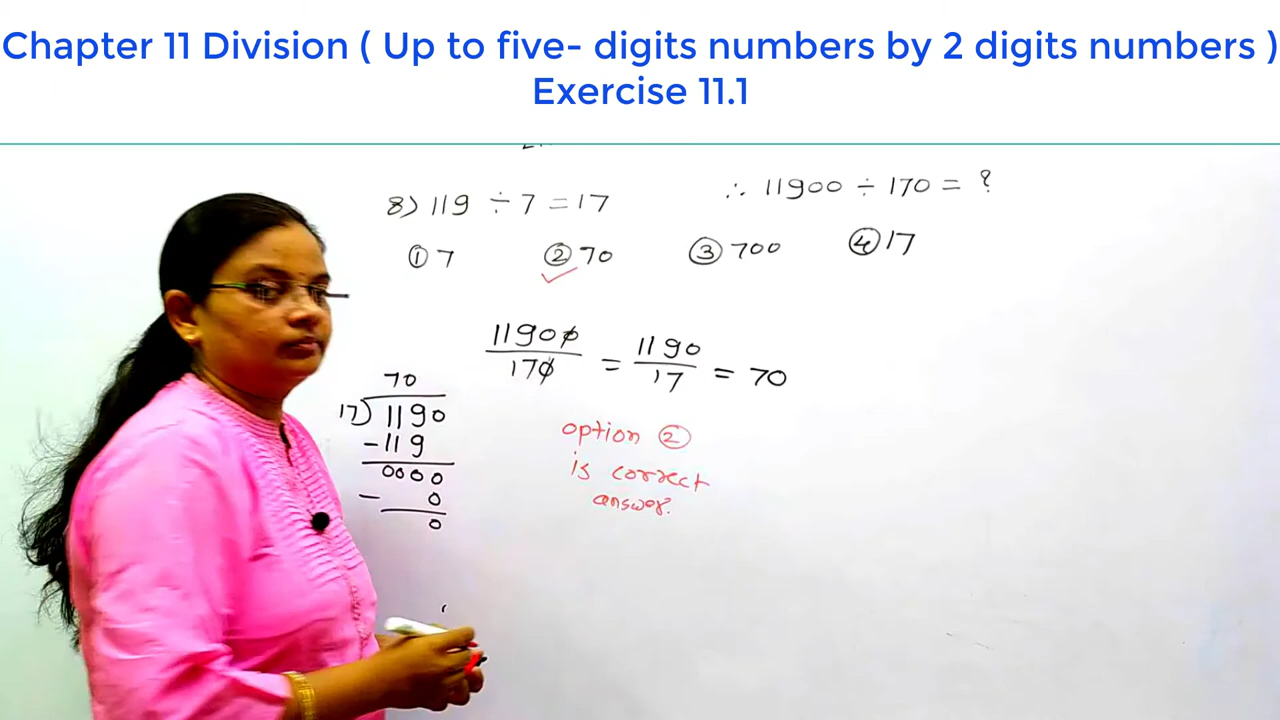 Chapter 11 Division ( Up to five- digits numbers by 2 digits numbers )
Exercise 11.1
8) 119 ÷ 7 = 17 ∴ 11900 ÷ 170 = ?
① 7 ② 70 ③ 700 ④ 17
11900 / 170 = 1190 / 17 = 70
70
17) 1190
-119
0000
- 0
0
option ②
is correct
answer.